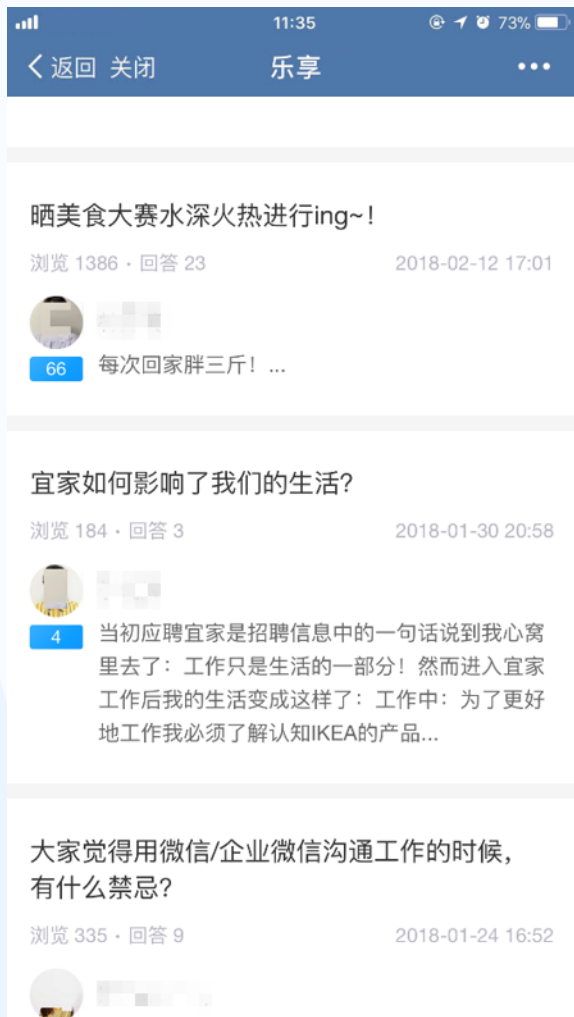 11:35
73%
返回 关闭
乐享
晒美食大赛水深火热进行ing~!
浏览 1386 · 回答 23
2018-02-12 17:01
66
每次回家胖三斤！...
宜家如何影响了我们的生活?
浏览 184 · 回答 3
2018-01-30 20:58
4
当初应聘宜家是招聘信息中的一句话说到我心窝
里去了：工作只是生活的一部分！然而进入宜家
工作后我的生活变成这样了：工作中：为了更好
地工作我必须了解认知IKEA的产品...
大家觉得用微信/企业微信沟通工作的时候，
有什么禁忌?
浏览 335 · 回答 9
2018-01-24 16:52